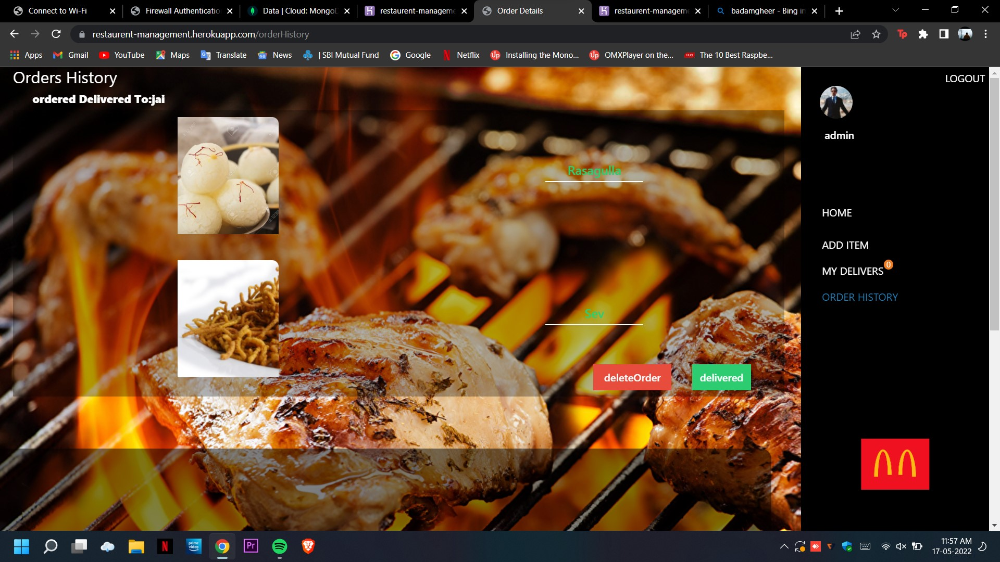 Connect to Wi-Fi
Firewall Authenticatio
Data | Cloud: MongoD
restaurent-manageme
Order Details
restaurent-manageme
badamgheer - Bing in
restaurent-management.herokuapp.com/orderHistory
Apps
Gmail
YouTube
Maps
Translate
News
| SBI Mutual Fund
Google
Netflix
Installing the Mono...
OMXPlayer on the...
The 10 Best Raspbe...
Orders History
ordered Delivered To:jai
Rasagulla
Sev
deleteOrder
delivered
LOGOUT
admin
HOME
ADD ITEM
MY DELIVERS 0
ORDER HISTORY
prime video
Pr
11:57 AM
17-05-2022